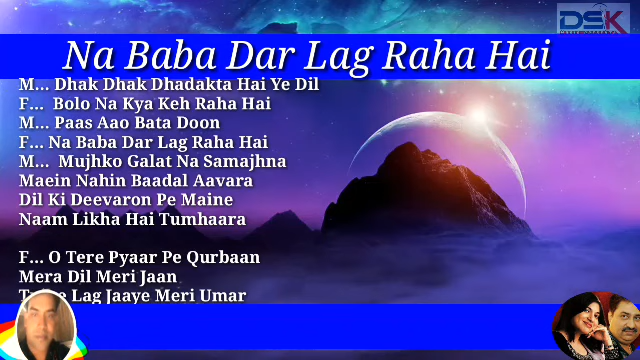 DSK
Na Baba Dar Lag Raha Hai
M... Dhak Dhak Dhadakta Hai Ye Dil
F... Bolo Na Kya Keh Raha Hai
M... Paas Aao Bata Doon
F... Na Baba Dar Lag Raha Hai
M... Mujhko Galat Na Samajhna
Maein Nahin Baadal Aavara
Dil Ki Deevaron Pe Maine
Naam Likha Hai Tumhaara
F... O Tere Pyaar Pe Qurbaan
Mera Dil Meri Jaan
Lag Jaaye Meri Umar